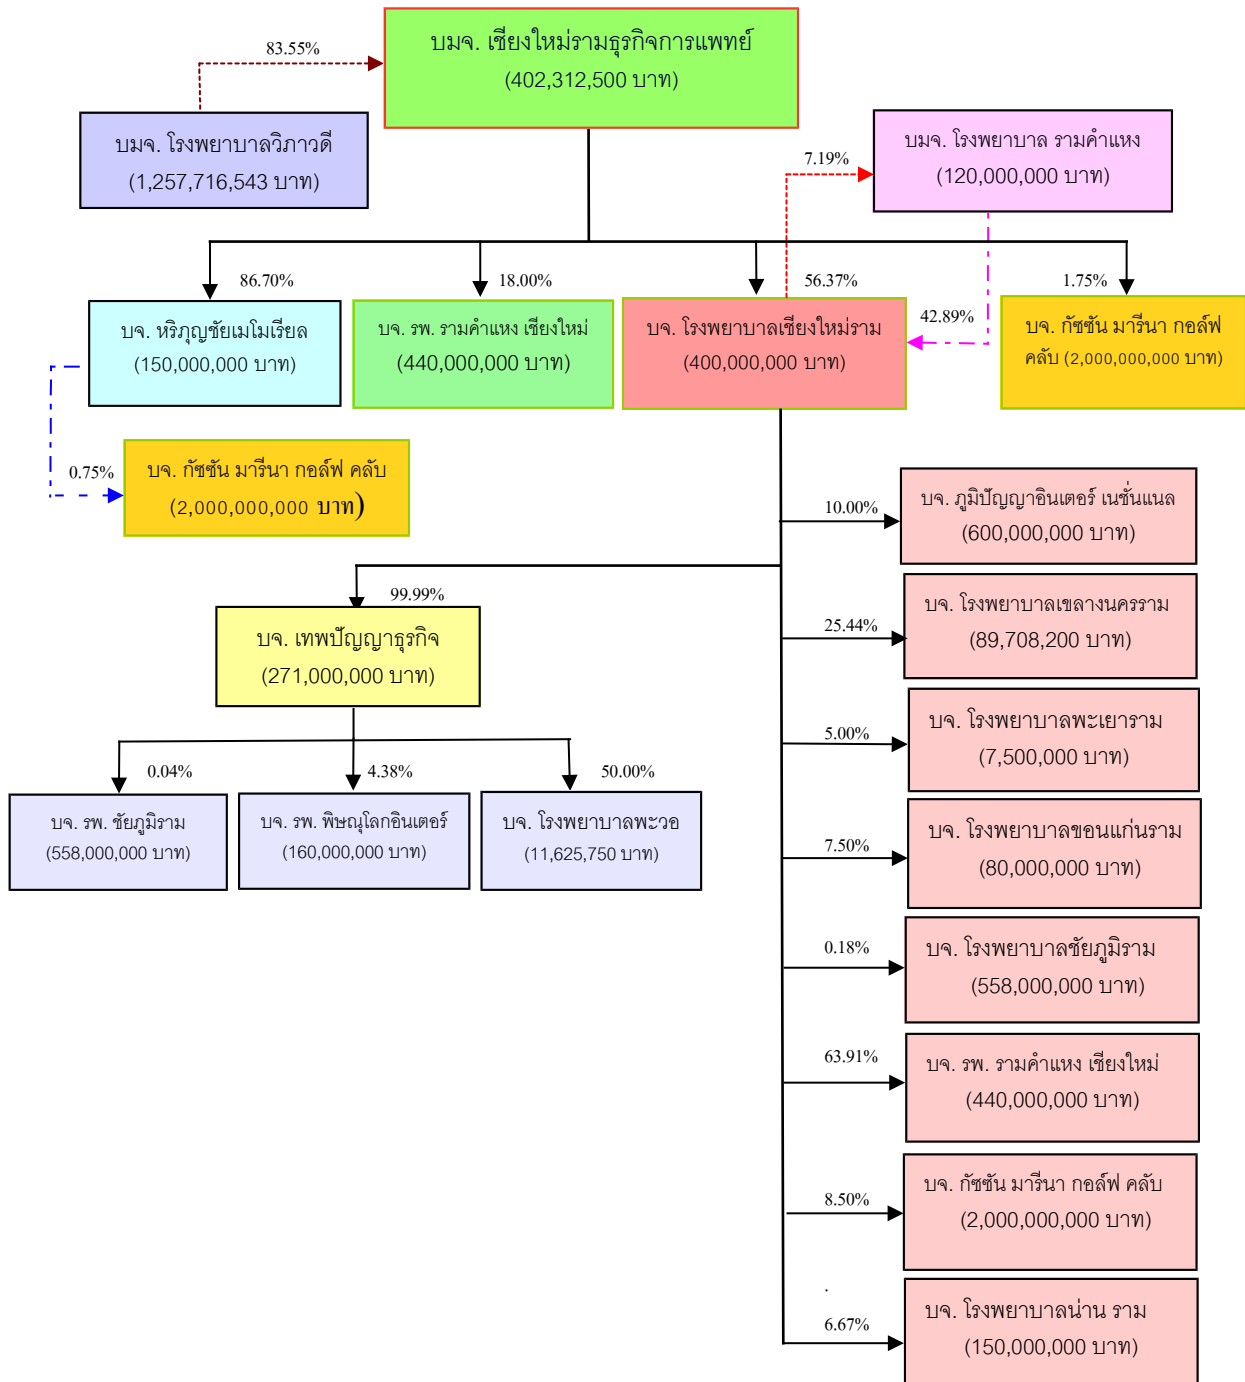 บมจ. เชียงใหม่รามธุรกิจการแพทย์
(402,312,500 บาท)
83.55%
บมจ. โรงพยาบาลวิภาวดี
(1,257,716,543 บาท)
บมจ. โรงพยาบาล รามคำแหง
(120,000,000 บาท)
7.19%
86.70%
18.00%
56.37%
1.75%
42.89%
บจ. หริภุญชัยเมโมเรียล
(150,000,000 บาท)
บจ. รพ. รามคำแหง เชียงใหม่
(440,000,000 บาท)
บจ. โรงพยาบาลเชียงใหม่ราม
(400,000,000 บาท)
บจ. กัซซัน มารีนา กอล์ฟ
คลับ (2,000,000,000 บาท)
0.75%
บจ. กัซซัน มารีนา กอล์ฟ คลับ
(2,000,000,000 บาท)
10.00%
บจ. ภูมิปัญญาอินเตอร์ เนชั่นแนล
(600,000,000 บาท)
99.99%
บจ. เทพปัญญาธุรกิจ
(271,000,000 บาท)
25.44%
บจ. โรงพยาบาลเขลางนครราม
(89,708,200 บาท)
5.00%
บจ. โรงพยาบาลพะเยาราม
(7,500,000 บาท)
0.04%
4.38%
50.00%
บจ. รพ. ชัยภูมิราม
(558,000,000 บาท)
บจ. รพ. พิษณุโลกอินเตอร์
(160,000,000 บาท)
บจ. โรงพยาบาลพะวอ
(11,625,750 บาท)
7.50%
บจ. โรงพยาบาลขอนแก่นราม
(80,000,000 บาท)
0.18%
บจ. โรงพยาบาลชัยภูมิราม
(558,000,000 บาท)
63.91%
บจ. รพ. รามคำแหง เชียงใหม่
(440,000,000 บาท)
8.50%
บจ. กัซซัน มารีนา กอล์ฟ คลับ
(2,000,000,000 บาท)
.
6.67%
บจ. โรงพยาบาลน่าน ราม
(150,000,000 บาท)